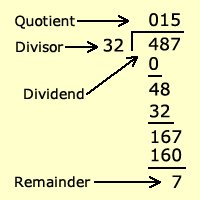 Quotient 015
Divisor 32 487
0
Dividend 48
32
167
160
Remainder 7